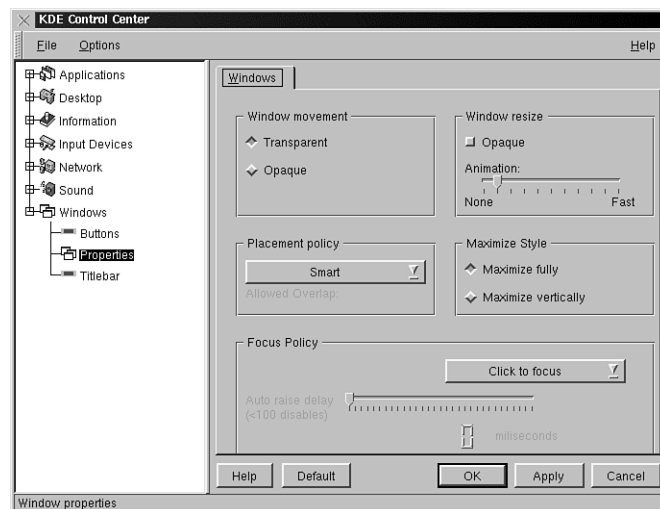 KDE Control Center
File Options Help
Applications
Desktop
Information
Input Devices
Network
Sound
Windows
Buttons
Properties
Titlebar
Windows
Window movement
Transparent
Opaque
Window resize
Opaque
Animation:
None Fast
Placement policy
Smart
Allowed Overlap:
Maximize Style
Maximize fully
Maximize vertically
Focus Policy
Click to focus
Auto raise delay
(<100 disables)
0 miliseconds
Help Default OK Apply Cancel
Window properties